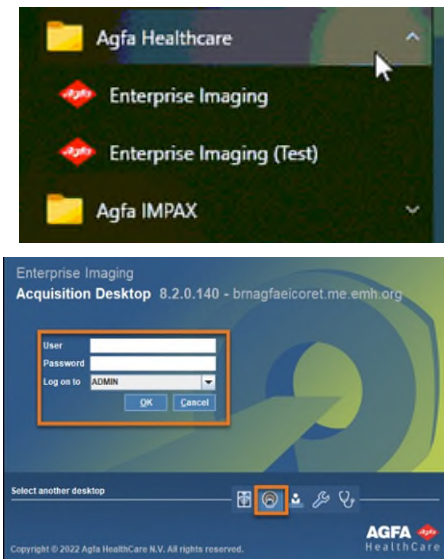 Agfa Healthcare
Enterprise Imaging
Enterprise Imaging (Test)
Agfa IMPAX
Enterprise Imaging
Acquisition Desktop 8.2.0.140 - brnagfaeicoret.me.emh.org
User
Password
Log on to ADMIN
OK Cancel
Select another desktop
AGFA
HealthCare
Copyright © 2022 Agfa HealthCare N.V. All rights reserved.